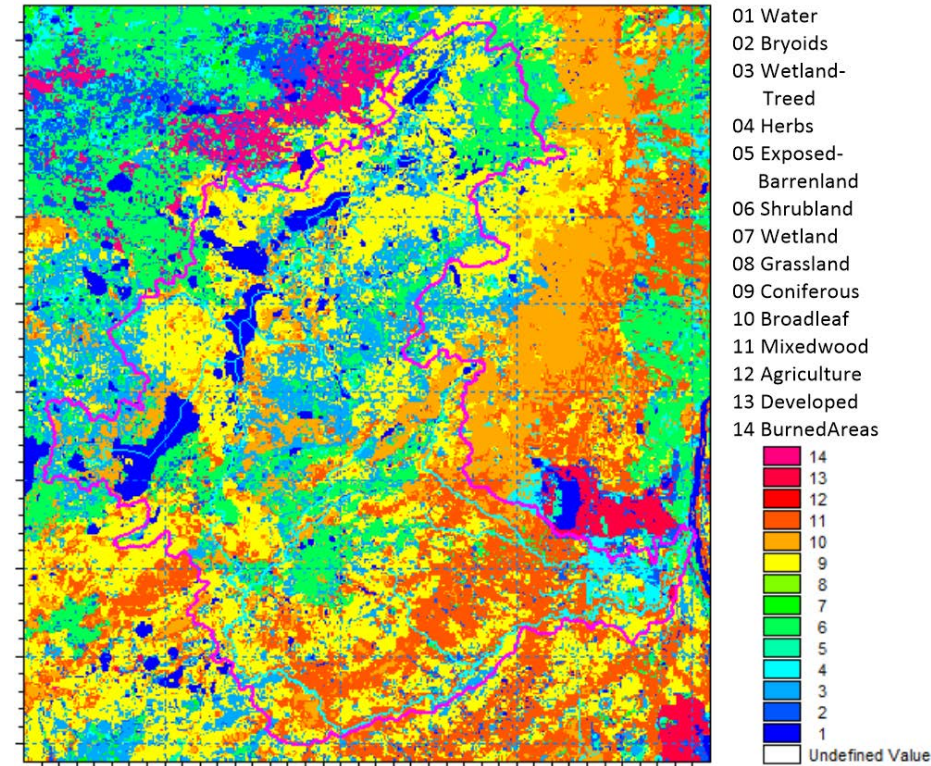 01 Water
02 Bryoids
03 Wetland-
Treed
04 Herbs
05 Exposed-
Barrenland
06 Shrubland
07 Wetland
08 Grassland
09 Coniferous
10 Broadleaf
11 Mixedwood
12 Agriculture
13 Developed
14 BurnedAreas
14
13
12
11
10
9
8
7
6
5
4
3
2
1
Undefined Value